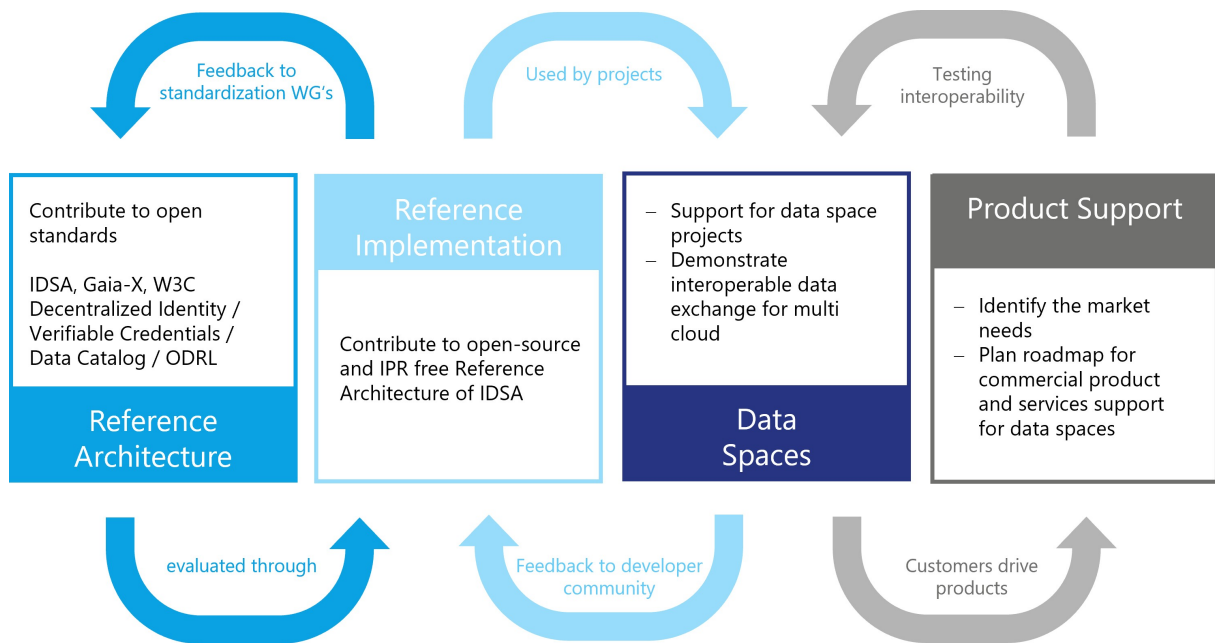 Feedback to
standardization WG's
Used by projects
Testing
interoperability
Contribute to open
standards
IDSA, Gaia-X, W3C
Decentralized Identity /
Verifiable Credentials /
Data Catalog / ODRL
Reference
Architecture
Reference
Implementation
Contribute to open-source
and IPR free Reference
Architecture of IDSA
– Support for data space
projects
– Demonstrate
interoperable data
exchange for multi
cloud
Data
Spaces
Product Support
– Identify the market
needs
– Plan roadmap for
commercial product
and services support
for data spaces
evaluated through
Feedback to developer
community
Customers drive
products